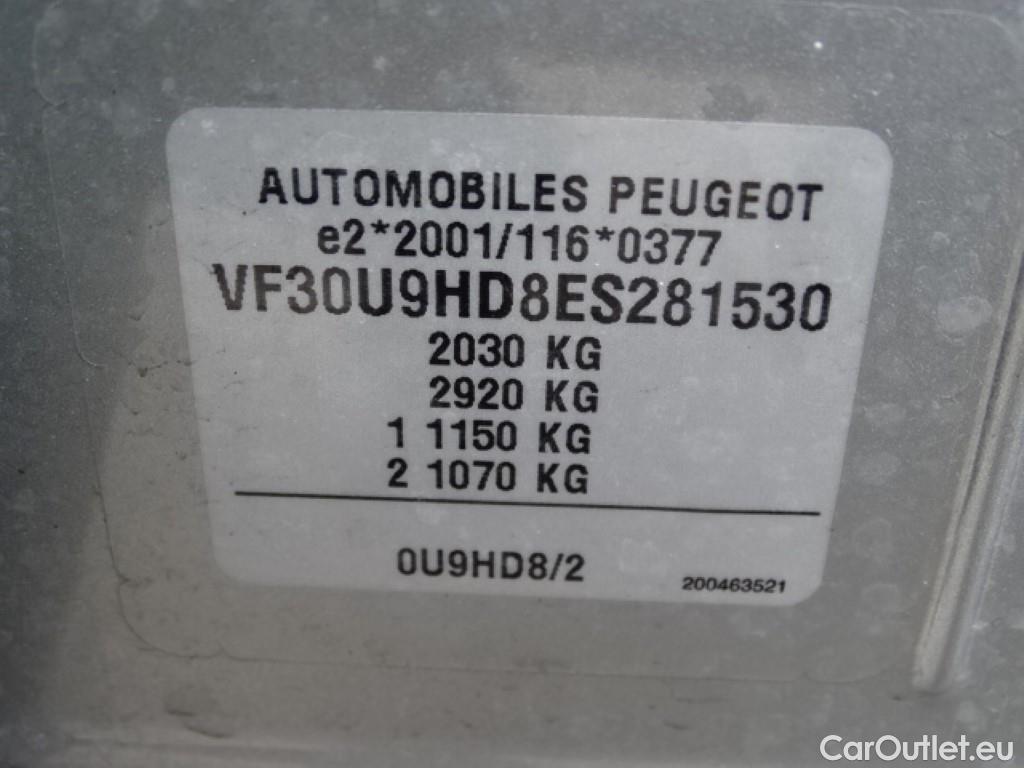 AUTOMOBILES PEUGEOT
e2*2001/116*0377
VF30U9HD8ES281530
2030 KG
2920 KG
1 1150 KG
2 1070 KG
0U9HD8/2
200463521
CarOutlet.eu